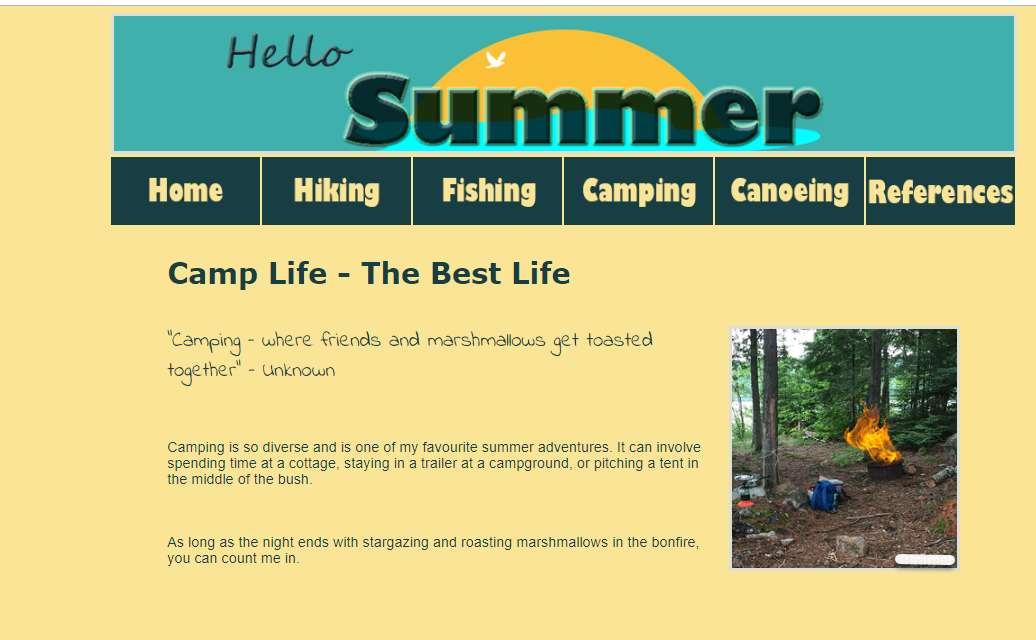 Hello
Summer
Home Hiking Fishing Camping Canoeing References
Camp Life - The Best Life
"Camping - where friends and marshmallows get toasted
together" - Unknown
Camping is so diverse and is one of my favourite summer adventures. It can involve
spending time at a cottage, staying in a trailer at a campground, or pitching a tent in
the middle of the bush.
As long as the night ends with stargazing and roasting marshmallows in the bonfire,
you can count me in.